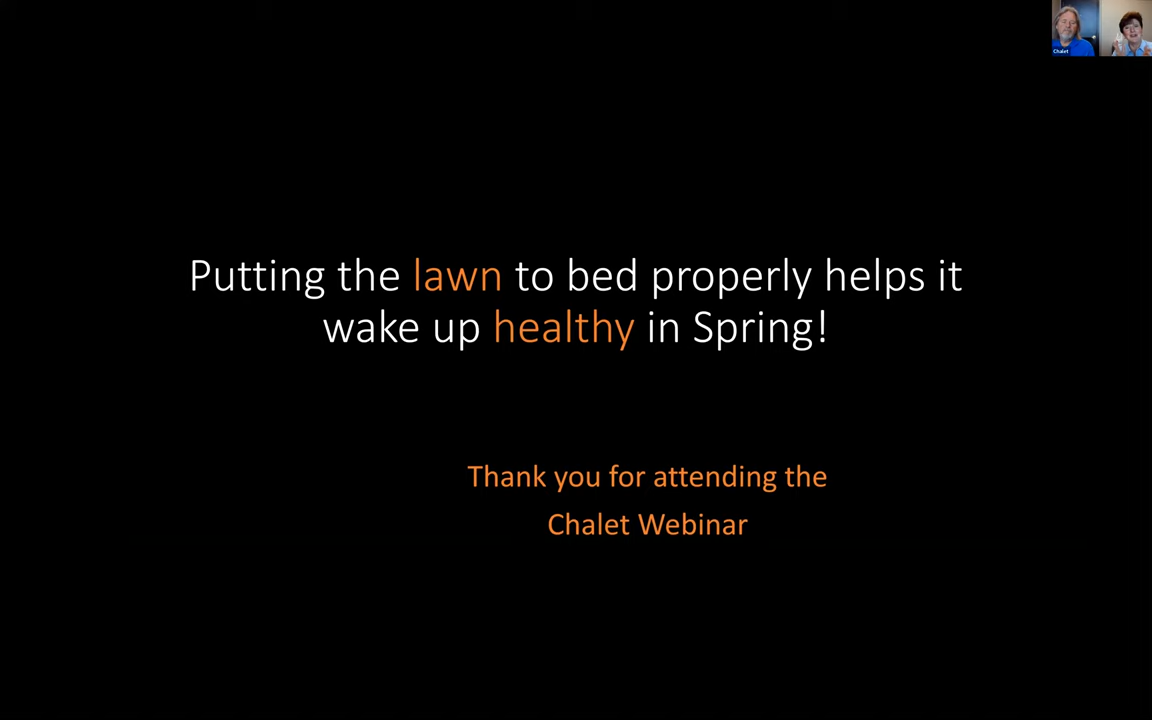 Chalet
Putting the lawn to bed properly helps it
wake up healthy in Spring!
Thank you for attending the
Chalet Webinar